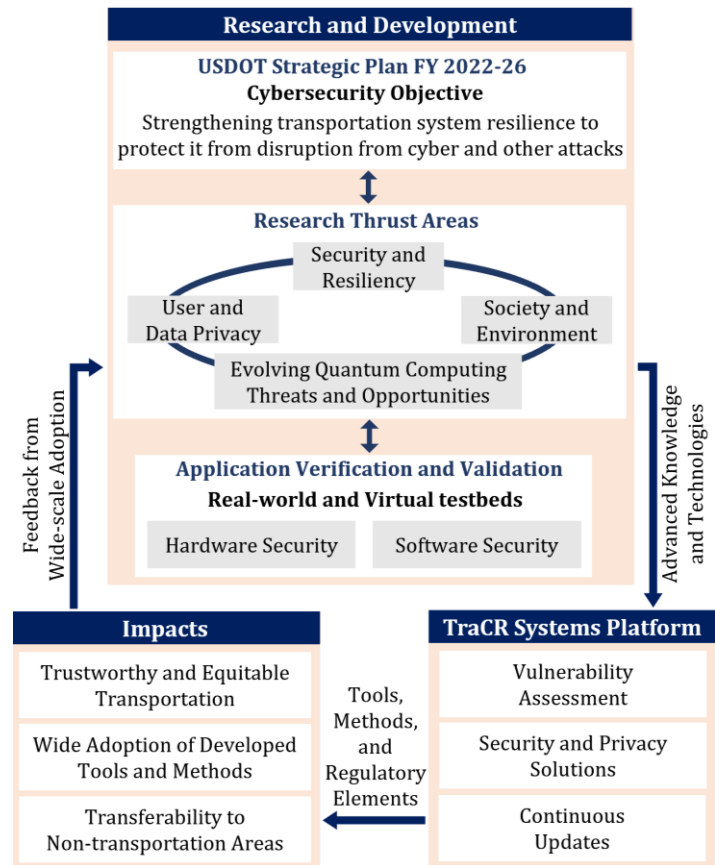 Research and Development
USDOT Strategic Plan FY 2022-26
Cybersecurity Objective
Strengthening transportation system resilience to
protect it from disruption from cyber and other attacks
Research Thrust Areas
Security and
Resiliency
User and
Data Privacy
Society and
Environment
Evolving Quantum Computing
Threats and Opportunities
Application Verification and Validation
Real-world and Virtual testbeds
Hardware Security
Software Security
Feedback from
Wide-scale Adoption
Advanced Knowledge
and Technologies
Impacts
Trustworthy and Equitable
Transportation
Wide Adoption of Developed
Tools and Methods
Transferability to
Non-transportation Areas
Tools,
Methods,
and
Regulatory
Elements
TraCR Systems Platform
Vulnerability
Assessment
Security and Privacy
Solutions
Continuous
Updates